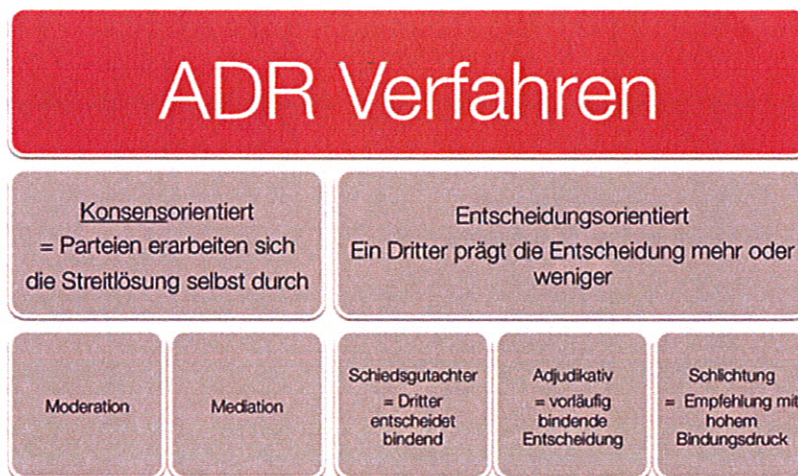 ADR Verfahren
Konsensorientiert
= Parteien erarbeiten sich
die Streitlösung selbst durch
Entscheidungsorientiert
Ein Dritter prägt die Entscheidung mehr oder
weniger
Moderation
Mediation
Schiedsgutachter
= Dritter
entscheidet
bindend
Adjudikativ
= vorläufig
bindende
Entscheidung
Schlichtung
= Empfehlung mit
hohem
Bindungsdruck